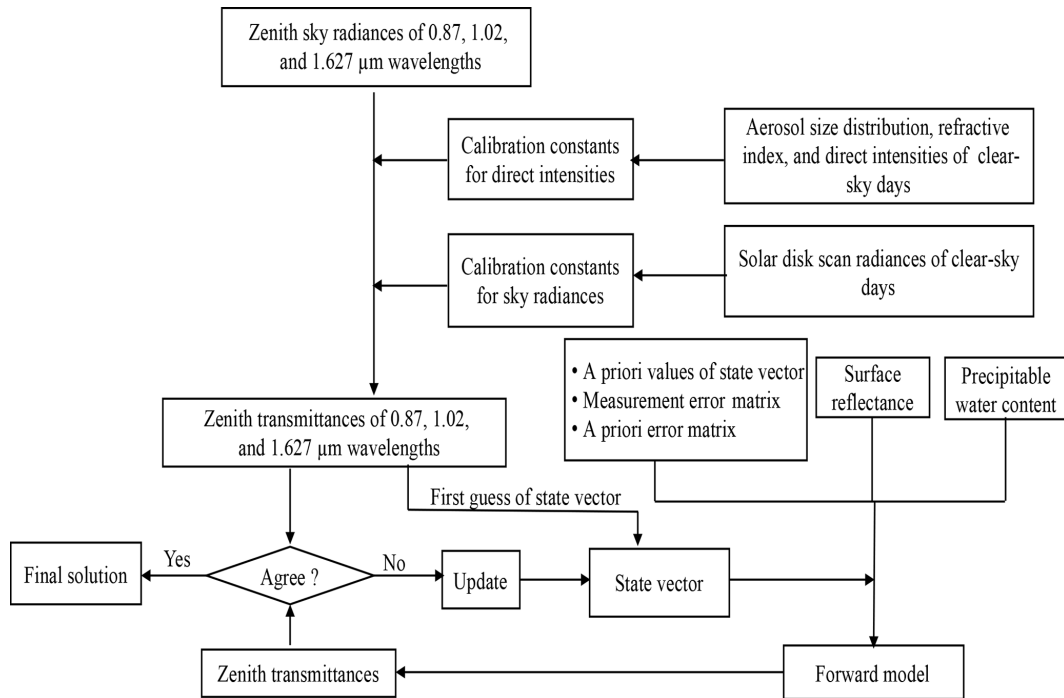 Zenith sky radiances of 0.87, 1.02,
and 1.627 µm wavelengths
Calibration constants
for direct intensities
Aerosol size distribution, refractive
index, and direct intensities of clear-
sky days
Calibration constants
for sky radiances
Solar disk scan radiances of clear-sky
days
• A priori values of state vector
• Measurement error matrix
• A priori error matrix
Surface
reflectance
Precipitable
water content
Zenith transmittances of 0.87, 1.02,
and 1.627 µm wavelengths
First guess of state vector
Final solution
Yes
Agree ?
No
Update
State vector
Zenith transmittances
Forward model